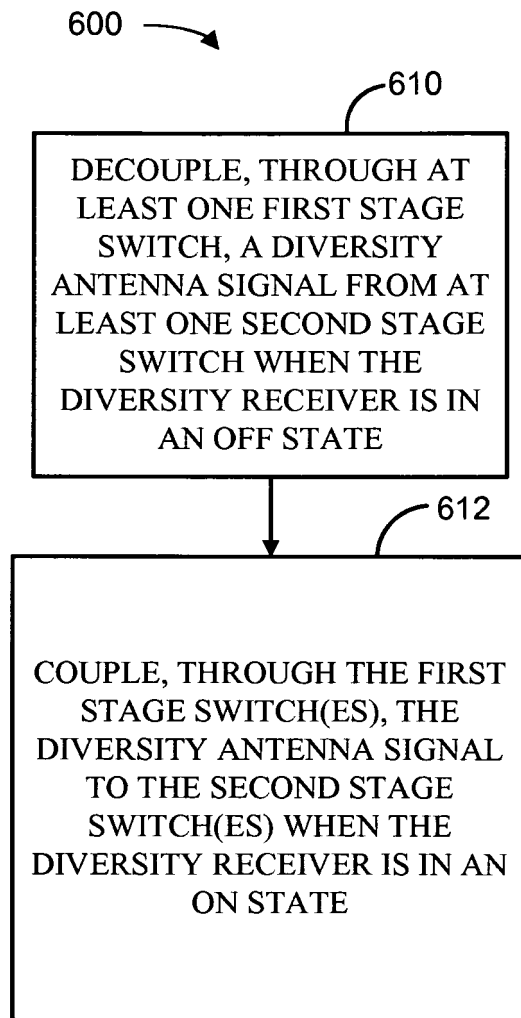 600
610
DECOUPLE, THROUGH AT
LEAST ONE FIRST STAGE
SWITCH, A DIVERSITY
ANTENNA SIGNAL FROM AT
LEAST ONE SECOND STAGE
SWITCH WHEN THE
DIVERSITY RECEIVER IS IN
AN OFF STATE
612
COUPLE, THROUGH THE FIRST
STAGE SWITCH(ES), THE
DIVERSITY ANTENNA SIGNAL
TO THE SECOND STAGE
SWITCH(ES) WHEN THE
DIVERSITY RECEIVER IS IN AN
ON STATE